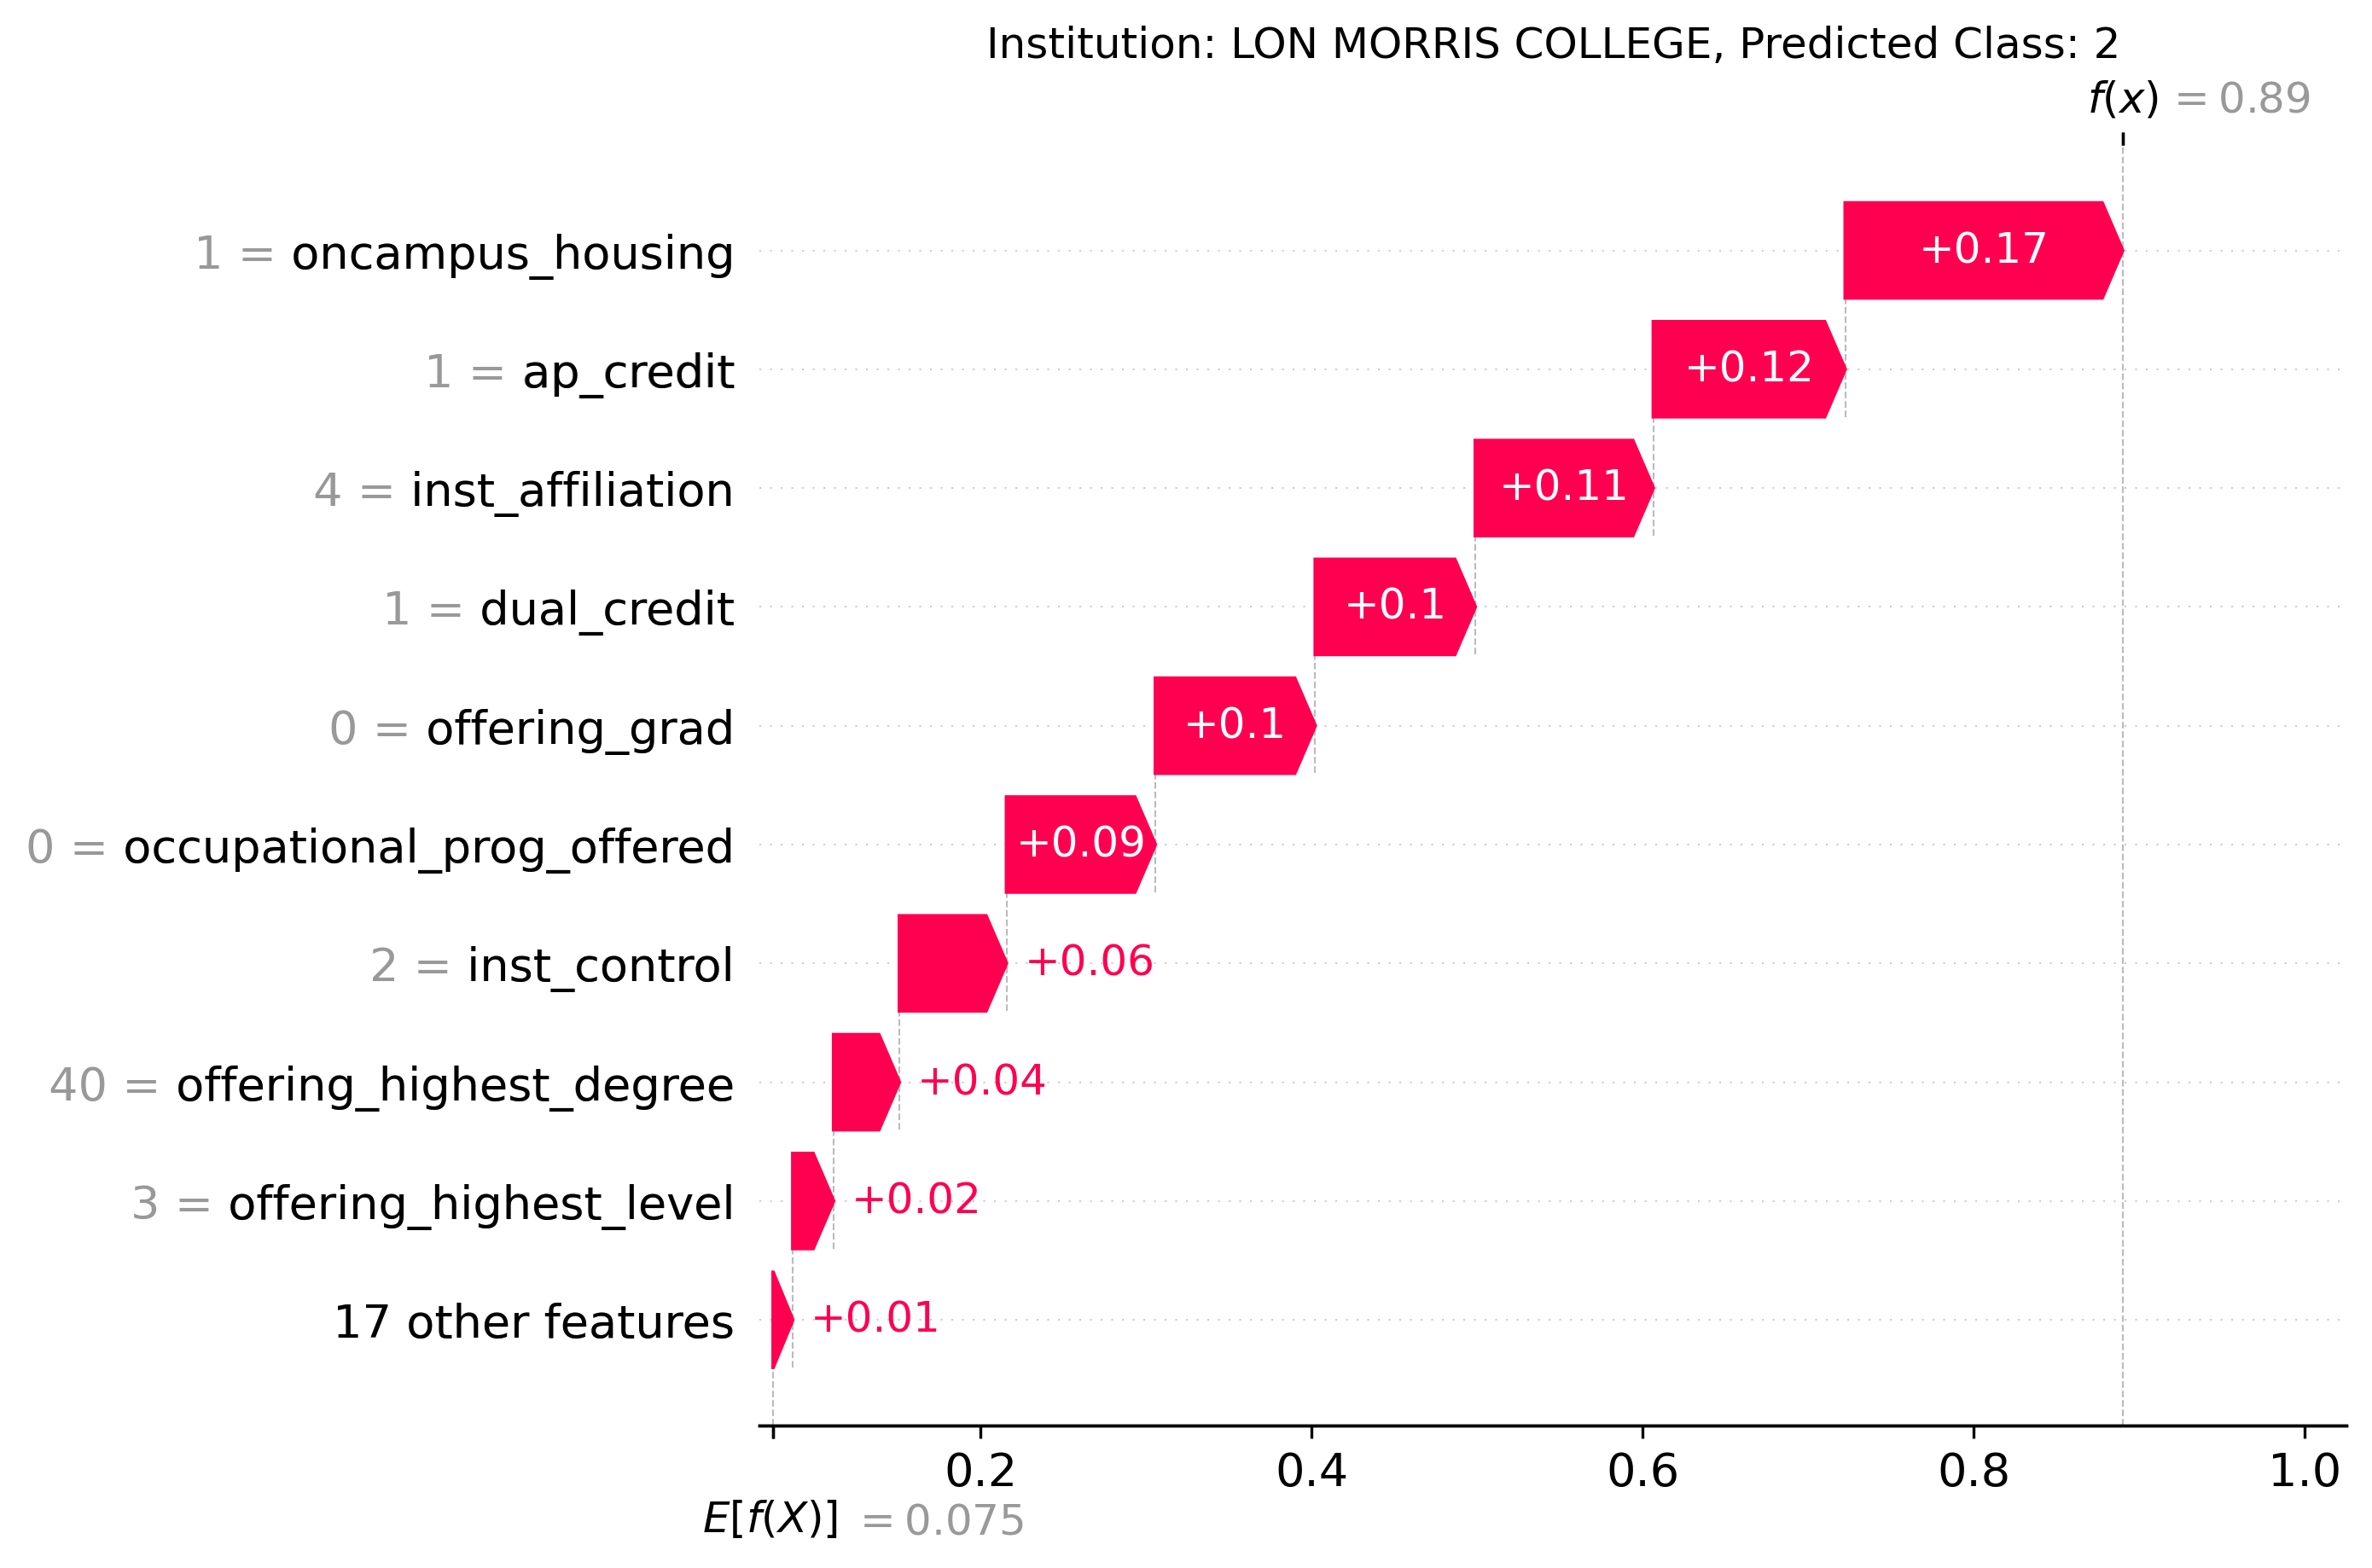 Institution: LON MORRIS COLLEGE, Predicted Class: 2
f(x) = 0.89
1 = oncampus_housing +0.17
1 = ap_credit +0.12
4 = inst_affiliation +0.11
1 = dual_credit +0.1
0 = offering_grad +0.1
0 = occupational_prog_offered +0.09
2 = inst_control +0.06
40 = offering_highest_degree +0.04
3 = offering_highest_level +0.02
17 other features +0.01
0.2 0.4 0.6 0.8 1.0
E[f(X)] = 0.075